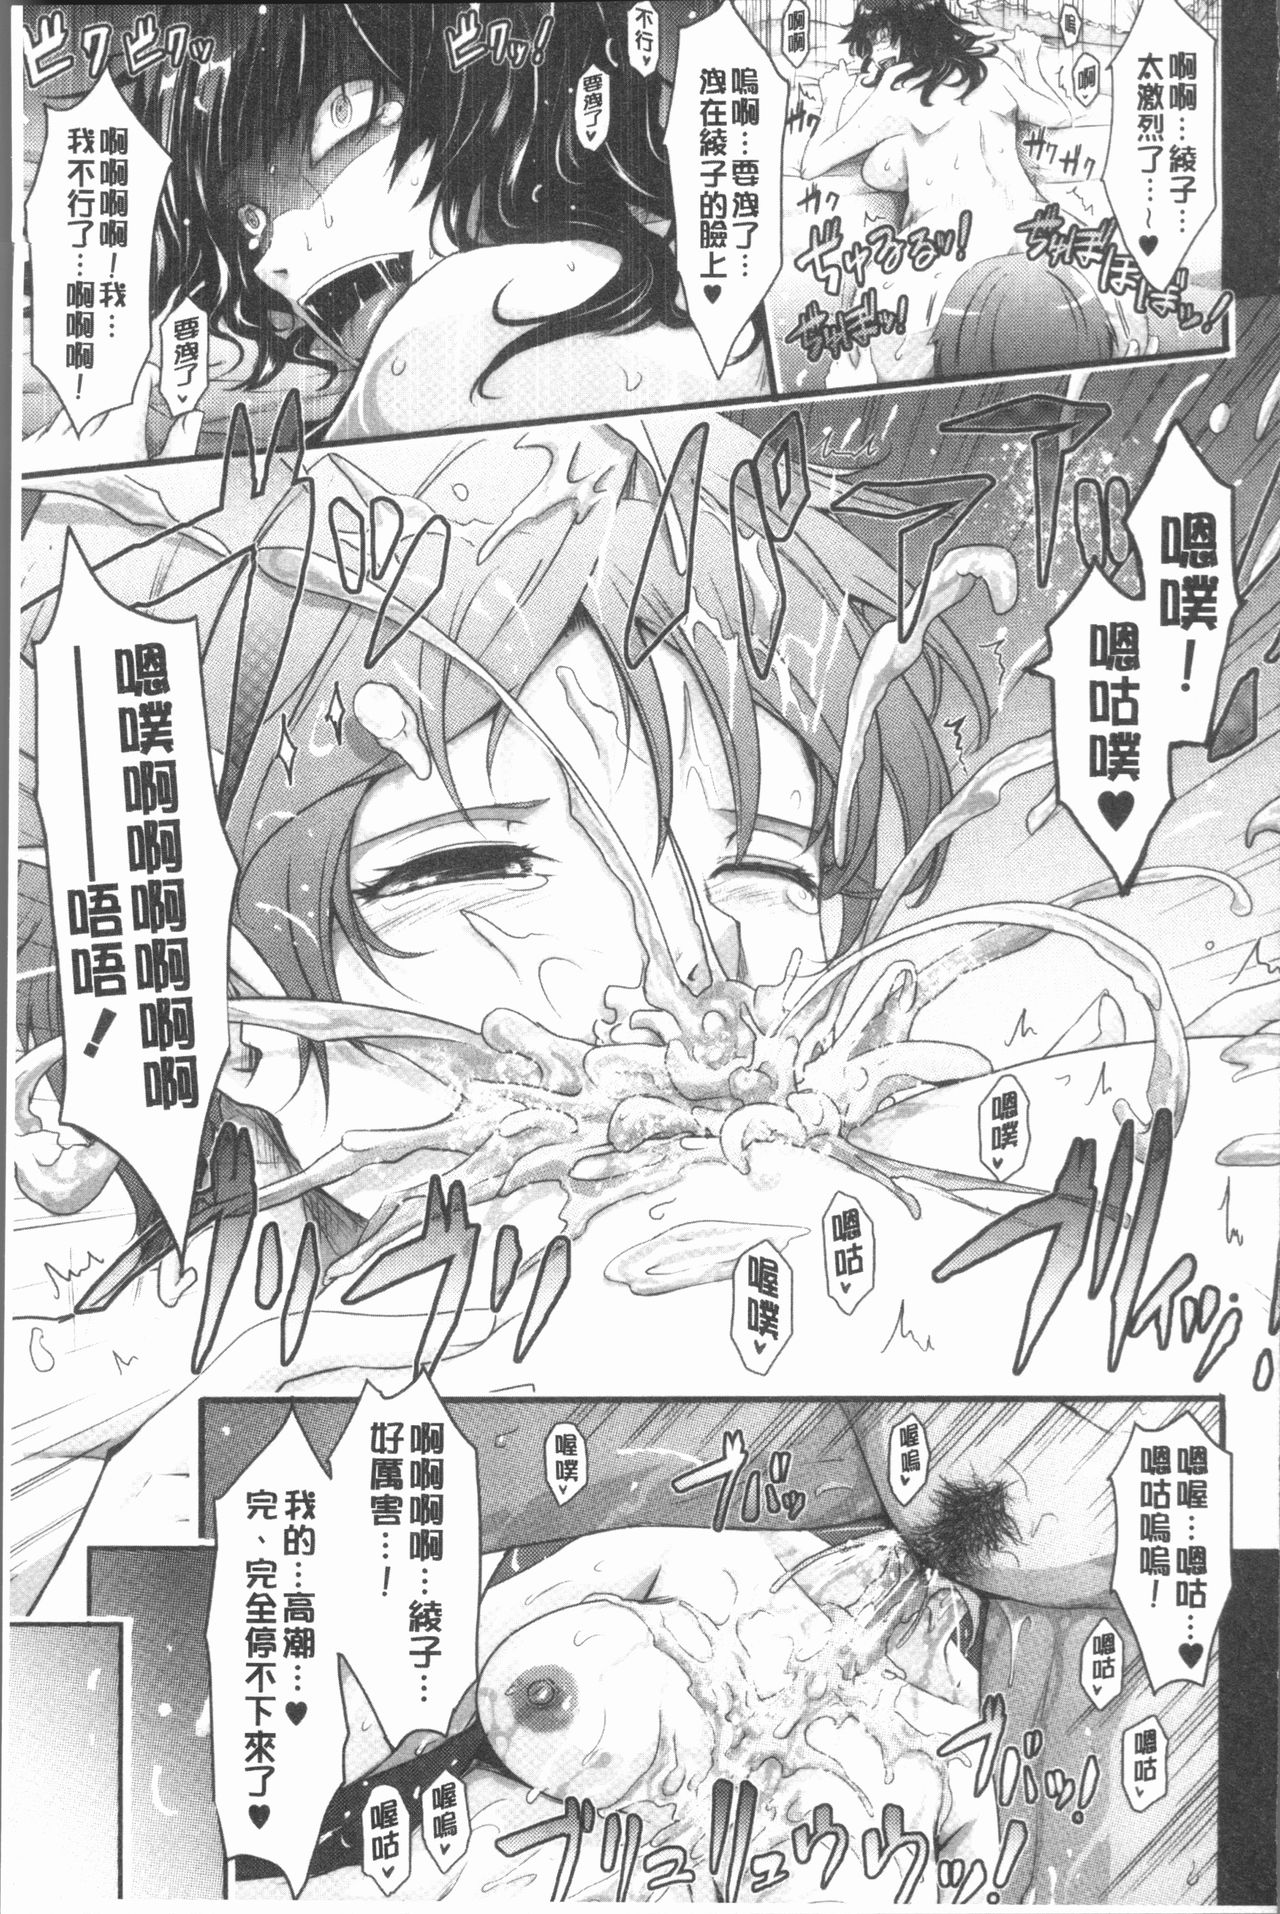 啊啊…綾子…
太激烈了…~♥
嗚
啊
啊啊
嗚啊…要洩了…
洩在綾子的臉上♥
不行
要洩了
啊啊啊啊！我…
我不行了…啊啊啊！
要洩了
嗯噗！
嗯咕噗♥
嗯噗啊啊啊啊啊啊啊
——唔唔！
嗯噗
嗯咕
嗯喔…嗯咕…♥
嗯咕嗚嗚！
喔嗚
喔噗
嗯咕
嗯咕
啊啊啊啊…綾子…
好厲害…！
我的…高潮…♥
完、完全停不下來了♥
喔嗚
喔咕